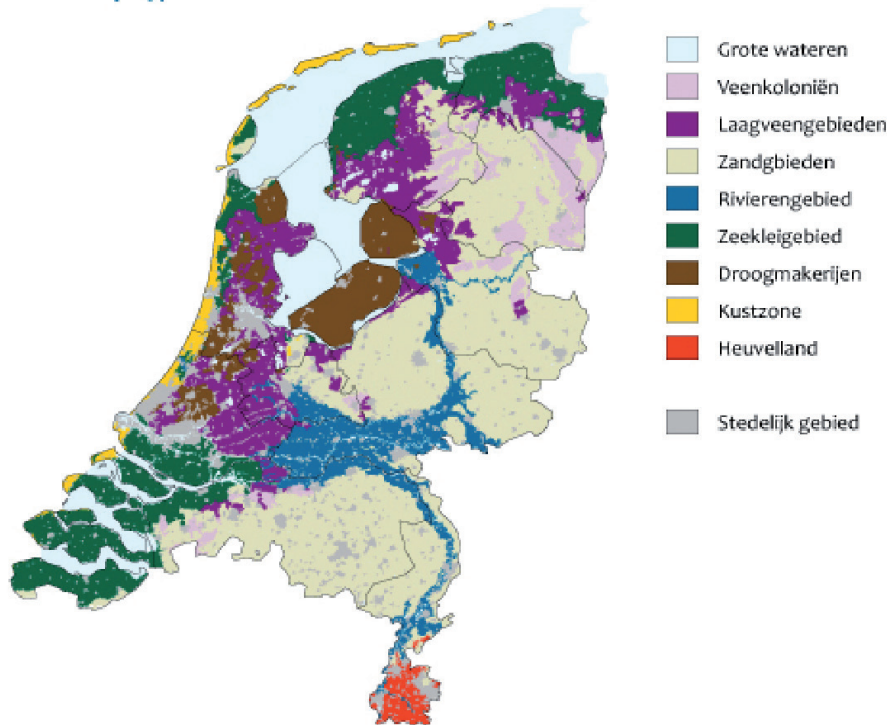 Grote wateren
Veenkoloniën
Laagveengebieden
Zandgbieden
Rivierengebied
Zeekleigebied
Droogmakerijen
Kustzone
Heuvelland
Stedelijk gebied